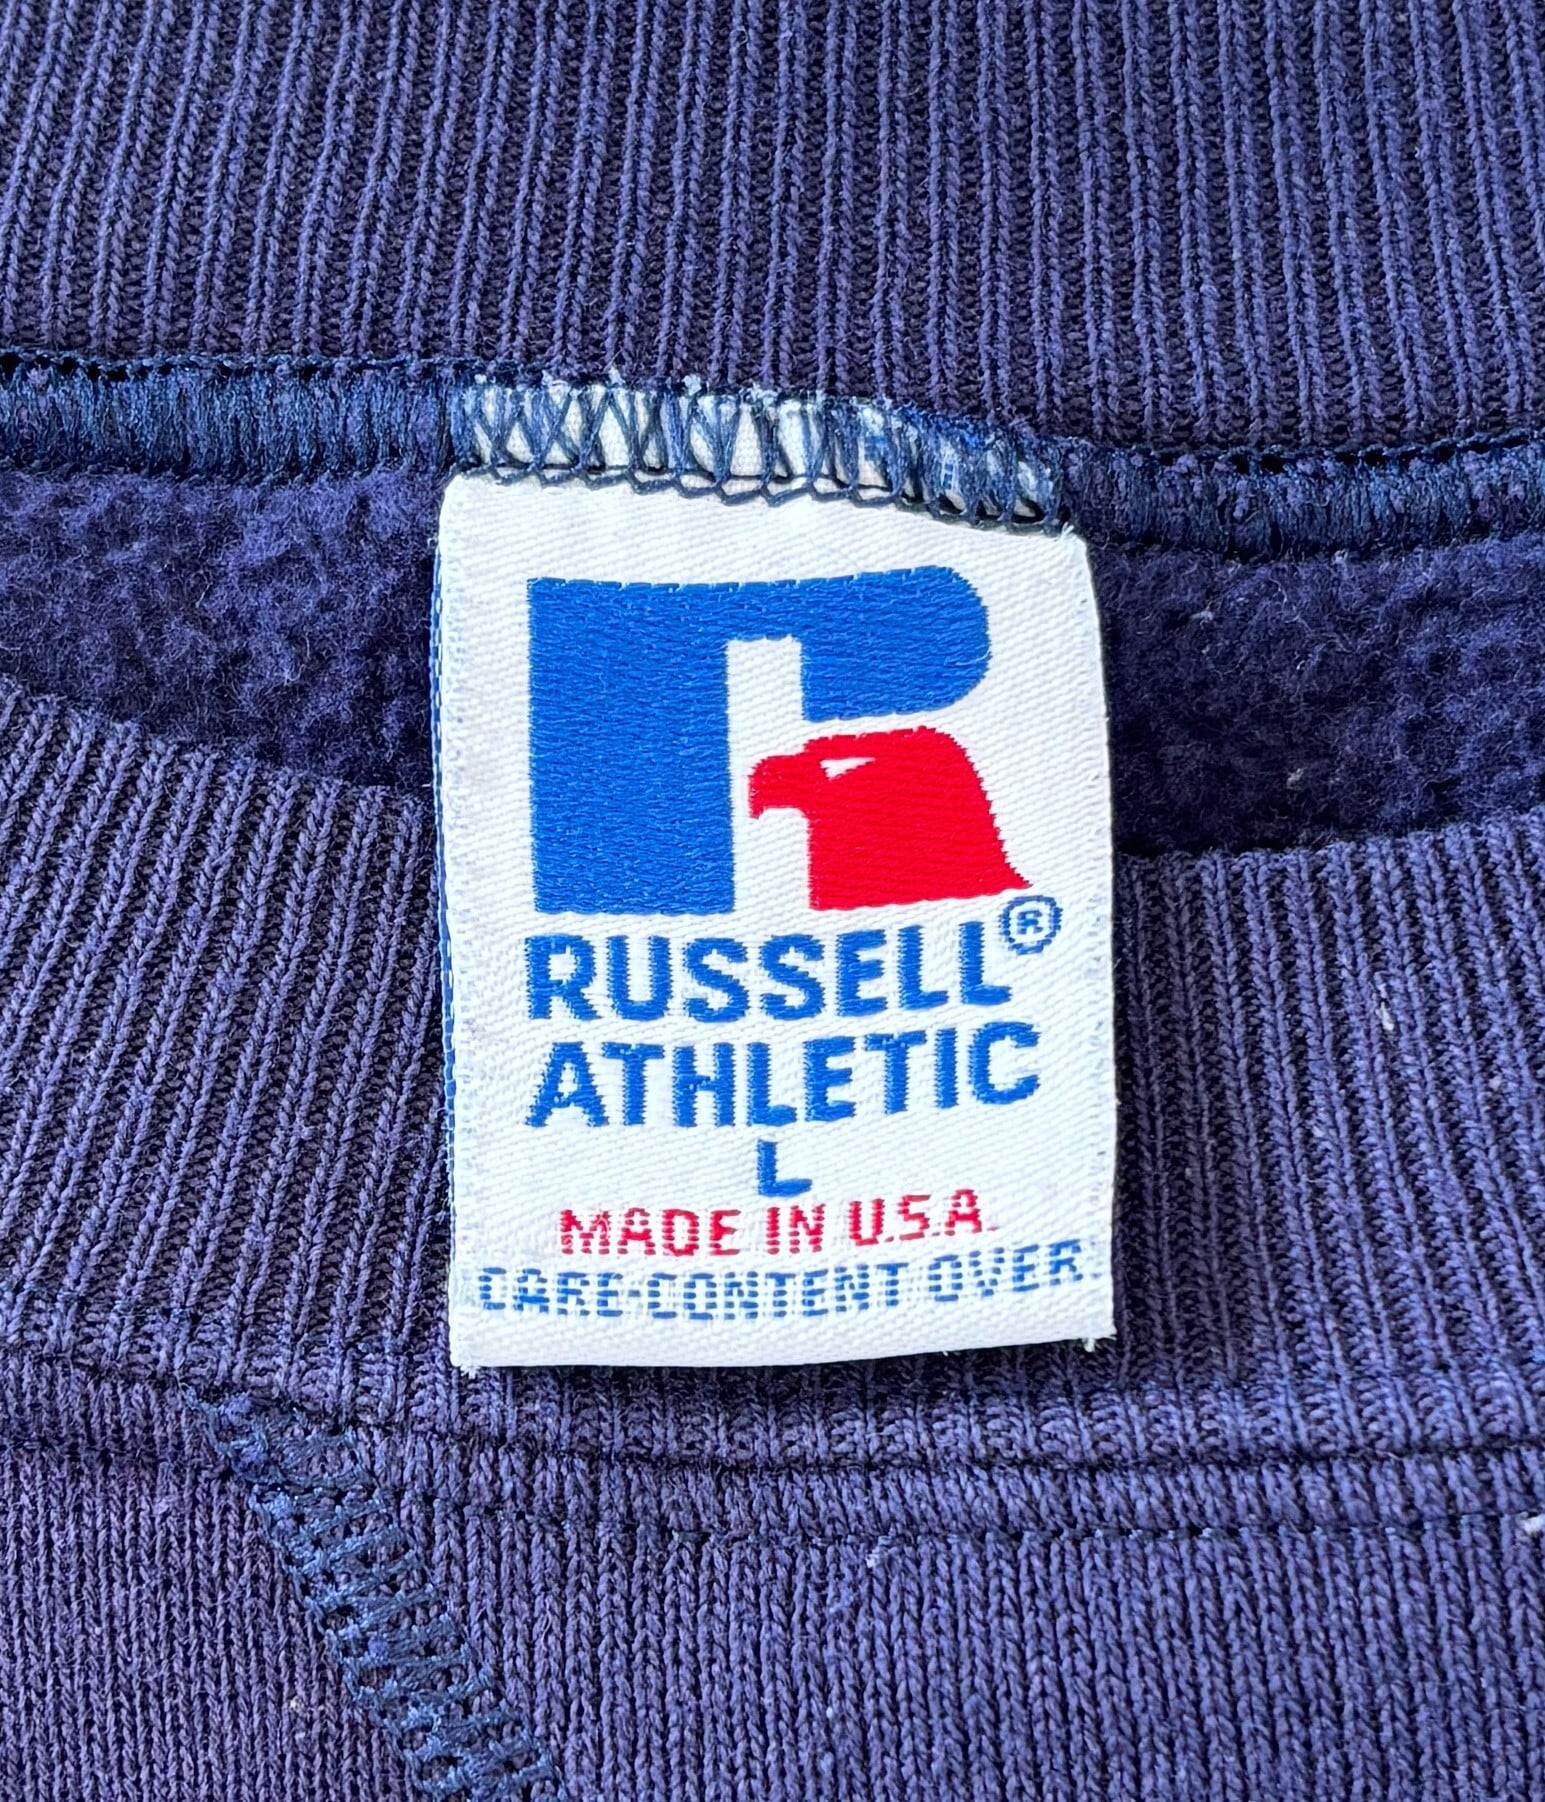 RUSSELL®
ATHLETIC
L
MADE IN U.S.A.
CARE·CONTENT OVER